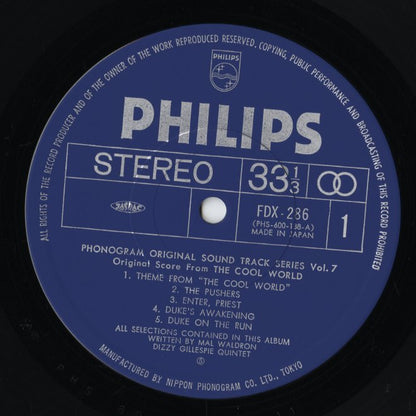 ALL RIGHTS OF THE RECORD PRODUCER AND OF THE OWNER OF THE WORK REPRODUCED RESERVED, COPYING, PUBLIC PERFORMANCE AND BROADCASTING OF THIS RECORD PROHIBITED
PHILIPS
PHILIPS
STEREO
33 1/3
FDX-236
(PHS-600-138-A)
MADE IN JAPAN
1
PHONOGRAM ORIGINAL SOUND TRACK SERIES Vol. 7
Original Score From THE COOL WORLD
1. THEME FROM "THE COOL WORLD"
2. THE PUSHERS
3. ENTER, PRIEST
4. DUKE'S AWAKENING
5. DUKE ON THE RUN
ALL SELECTIONS CONTAINED IN THIS ALBUM
WRITTEN BY MAL WALDRON
DIZZY GILLESPIE QUINTET
MANUFACTURED BY NIPPON PHONOGRAM CO., LTD., TOKYO